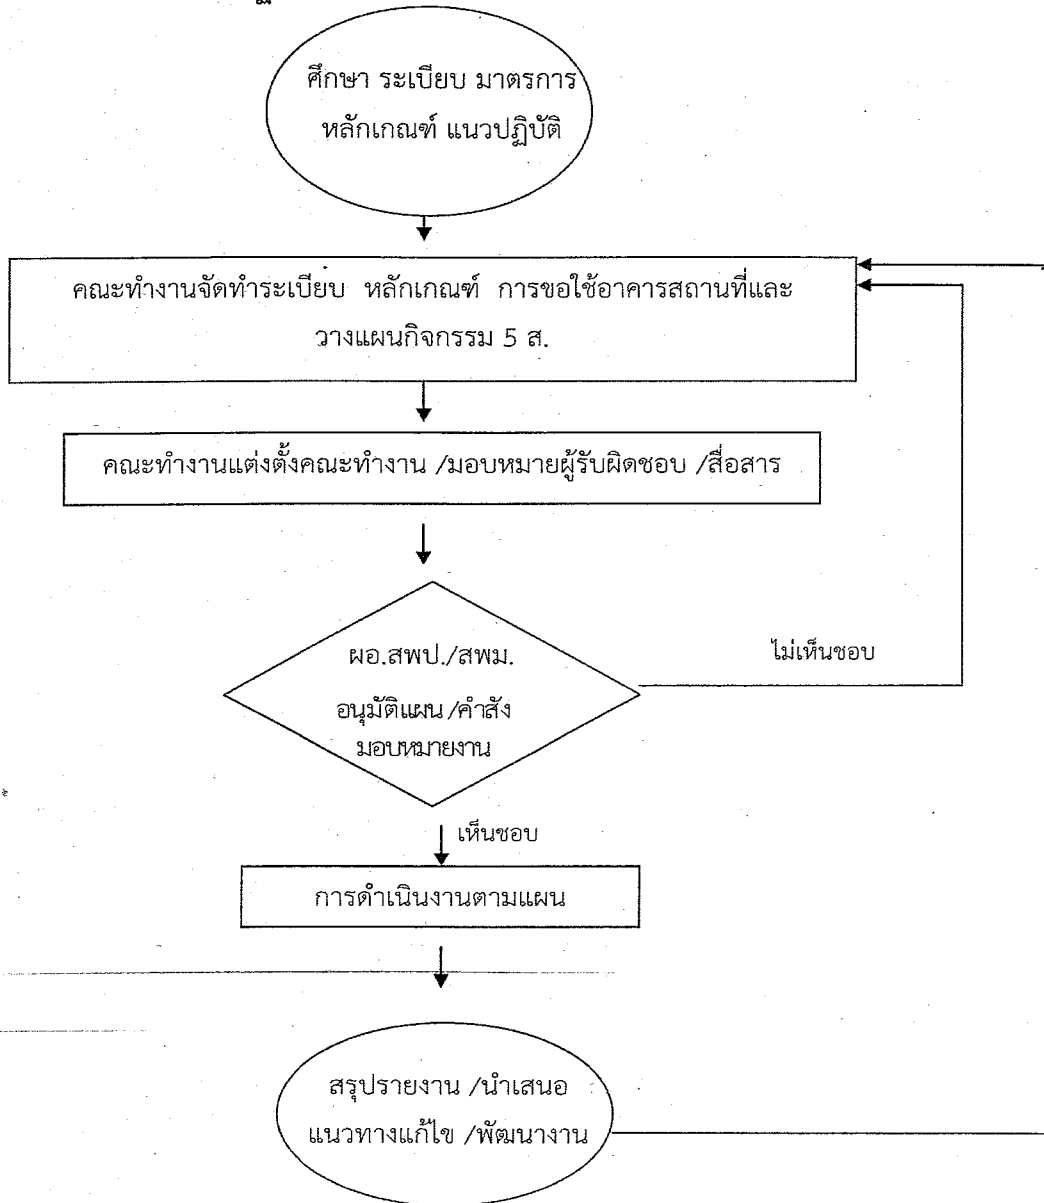 ศึกษา ระเบียบ มาตรการ
หลักเกณฑ์ แนวปฏิบัติ
คณะทำงานจัดทำระเบียบ หลักเกณฑ์ การขอใช้อาคารสถานที่และ
วางแผนกิจกรรม 5 ส.
คณะทำงานแต่งตั้งคณะทำงาน /มอบหมายผู้รับผิดชอบ /สื่อสาร
ผอ.สพป./สพม.
อนุมัติแผน /คำสั่ง
มอบหมายงาน
ไม่เห็นชอบ
เห็นชอบ
การดำเนินงานตามแผน
สรุปรายงาน /นำเสนอ
แนวทางแก้ไข /พัฒนางาน